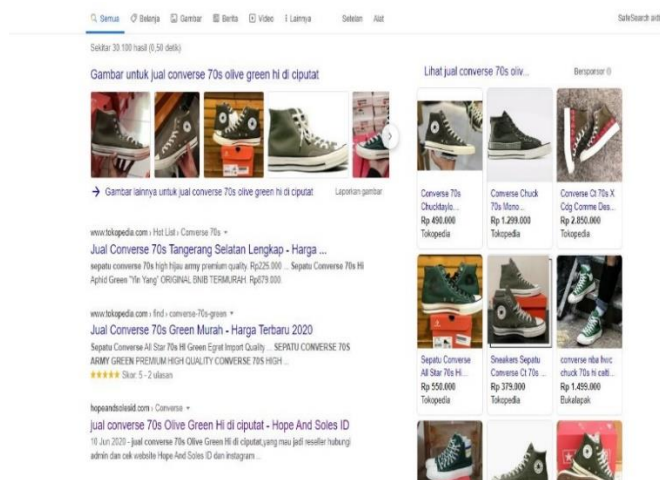 Semua Belanja Gambar Berita Video Lainnya Setelan Alat SafeSearch
Sekitar 30.100 hasil (0,50 detik)
Gambar untuk jual converse 70s olive green hi di ciputat
Gambar lainnya untuk jual converse 70s olive green hi di ciputat Laporkan gambar
www.tokopedia.com › Hot List › Converse 70s
Jual Converse 70s Tangerang Selatan Lengkap - Harga ...
sepatu converse 70s high hijau army premium quality. Rp225.000 ... Sepatu Converse 70s Hi
Aphid Green "Yin Yang" ORIGINAL BNIB TERMURAH. Rp879.000.
www.tokopedia.com › find › converse-70s-green
Jual Converse 70s Green Murah - Harga Terbaru 2020
Sepatu Converse All Star 70s HI Green Egret Import Quality ... SEPATU CONVERSE 70S
ARMY GREEN PREMIUM HIGH QUALITY CONVERSE 70S HIGH ...
Skor: 5 - 2 ulasan
hopeandsolesid.com › Converse
jual converse 70s Olive Green Hi di ciputat - Hope And Soles ID
10 Jun 2020 - jual converse 70s Olive Green Hi di ciputat,yang mau jadi reseller hubungi
admin dan cek website Hope And Soles ID dan instagram ...
Lihat jual converse 70s oliv... Bersponsor
Converse 70s
Chucktaylo...
Rp 490.000
Tokopedia
Converse Chuck
70s Mono...
Rp 1.299.000
Tokopedia
Converse Ct 70s X
Cdg Comme Des...
Rp 2.850.000
Tokopedia
Sepatu Converse
All Star 70s Hi...
Rp 550.000
Tokopedia
Sneakers Sepatu
Converse Ct 70s ...
Rp 379.000
Tokopedia
converse nba
chuck 70s hi celti...
Rp 1.499.000
Bukalapak